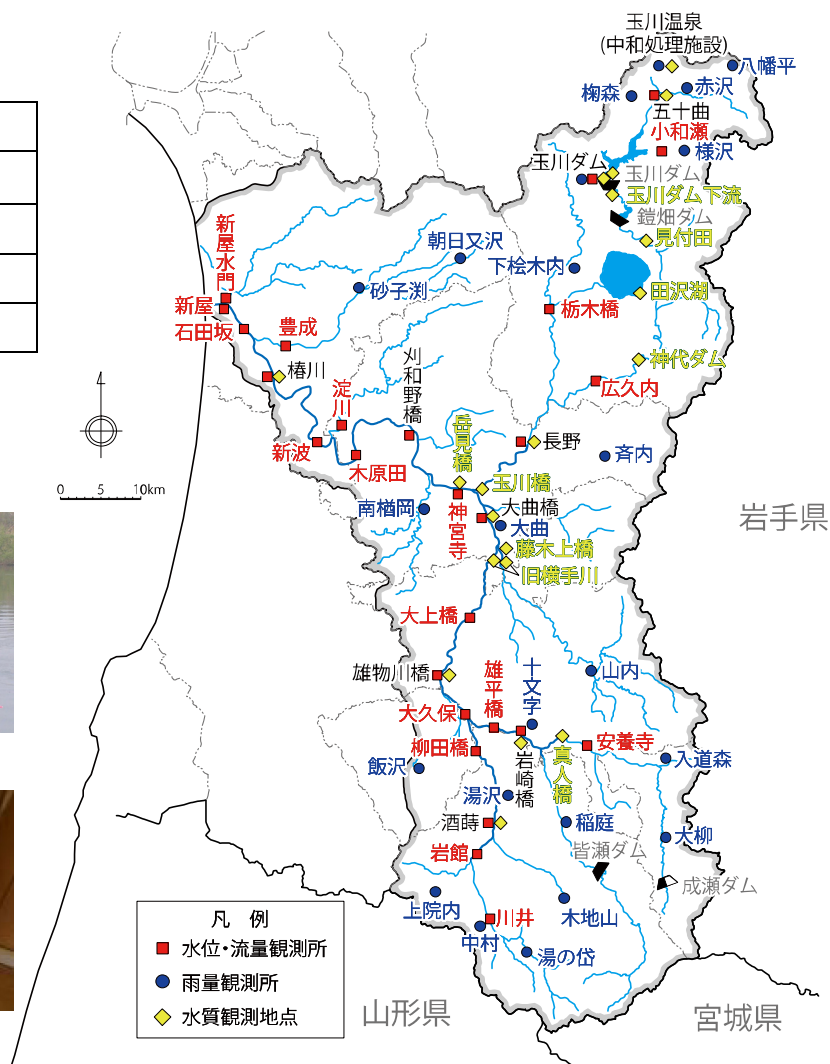 玉川温泉
(中和処理施設)
八幡平
椈森
赤沢
五十曲
小和瀬
様沢
玉川ダム
玉川ダム
玉川ダム下流
鎧畑ダム
見付田
新屋水門
朝日又沢
下桧木内
砂子渕
田沢湖
新屋
石田坂
豊成
栃木橋
椿川
刈和野橋
神代ダム
淀川
広久内
岳見橋
長野
新波
木原田
斉内
0 5 10km
玉川橋
南楢岡
神宮寺
大曲橋
大曲
岩手県
藤木上橋
旧横手川
大上橋
雄物川橋
雄平橋
十文字
山内
大久保
柳田橋
岩崎橋
真人橋
安養寺
飯沢
入道森
湯沢
酒蒔
稲庭
大柳
岩館
皆瀬ダム
成瀬ダム
上院内
川井
木地山
中村
湯の岱
凡 例
水位・流量観測所
雨量観測所
水質観測地点
山形県
宮城県